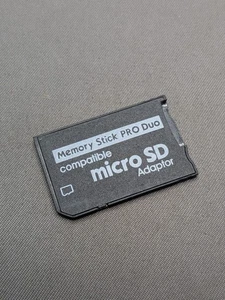 Memory Stick PRO Duo
compatible
micro SD
Adaptor